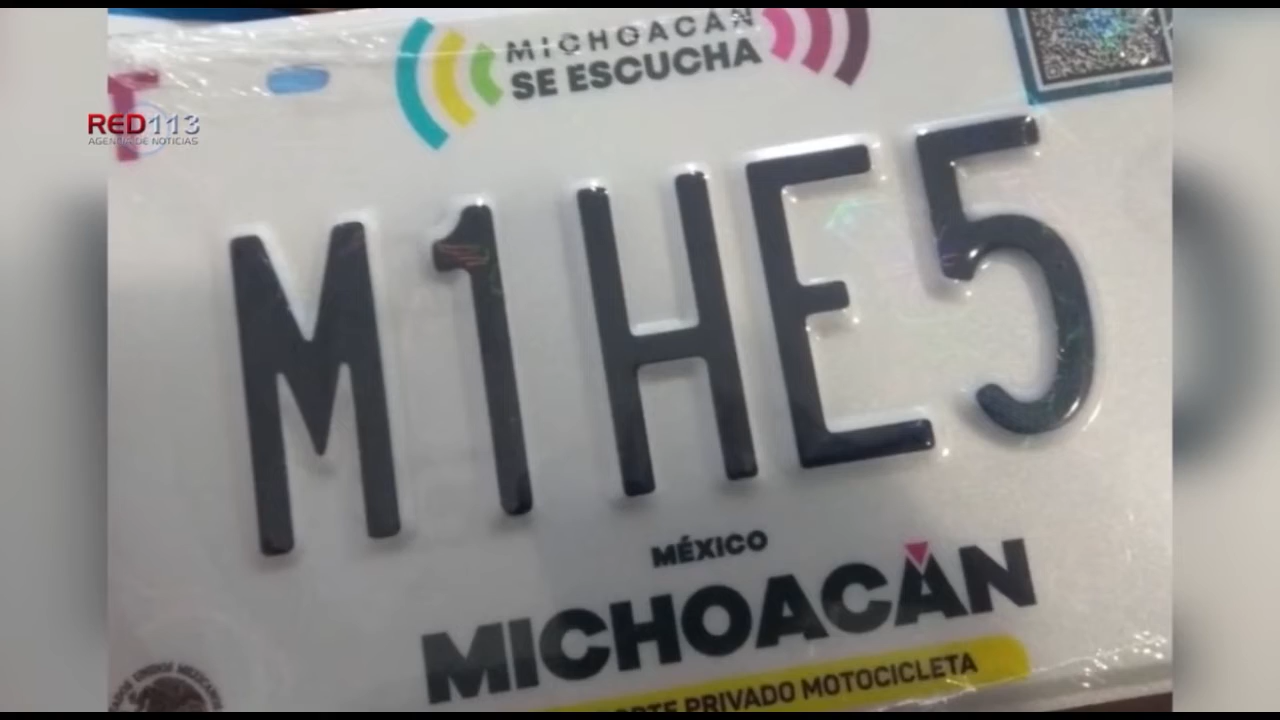 MICHOACÁN
SE ESCUCHA
RED113
AGENCIA DE NOTICIAS
M1HE5
MÉXICO
MICHOACÁN
PRIVADO MOTOCICLETA